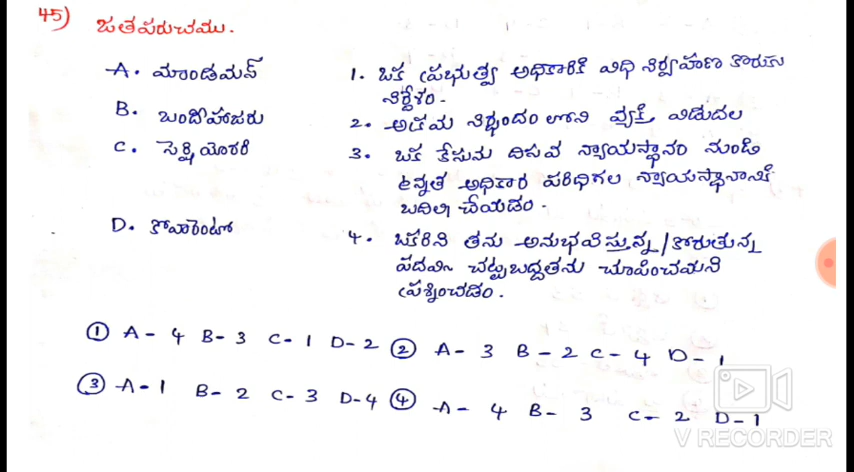 45) జతపరుచము.
A. మాండమస్ 1. ఒక ప్రభుత్వ అధికారికి విధి నిర్వహణ కొరకు
నిర్దేశం.
B. బందీహాజరు 2. అక్రమ నిర్బంధం లోని వ్యక్తి విడుదల
C. సెర్షియోరరి 3. ఒక కేసును దిగువ న్యాయస్థానం నుండి
ఉన్నత అధికార పరిధిగల న్యాయస్థానానికి
బదిలీ చేయడం.
D. కోవారెంటో 4. ఒకరిని తను అనుభవిస్తున్న/కోరుతున్న
పదవిణ చట్టబద్ధతను చూపించమని
ప్రశ్నించడం.
① A - 4 B - 3 C - 1 D - 2 ② A - 3 B - 2 C - 4 D - 1
③ A - 1 B - 2 C - 3 D - 4 ④ A - 4 B - 3 C - 2 D - 1
V RECORDER